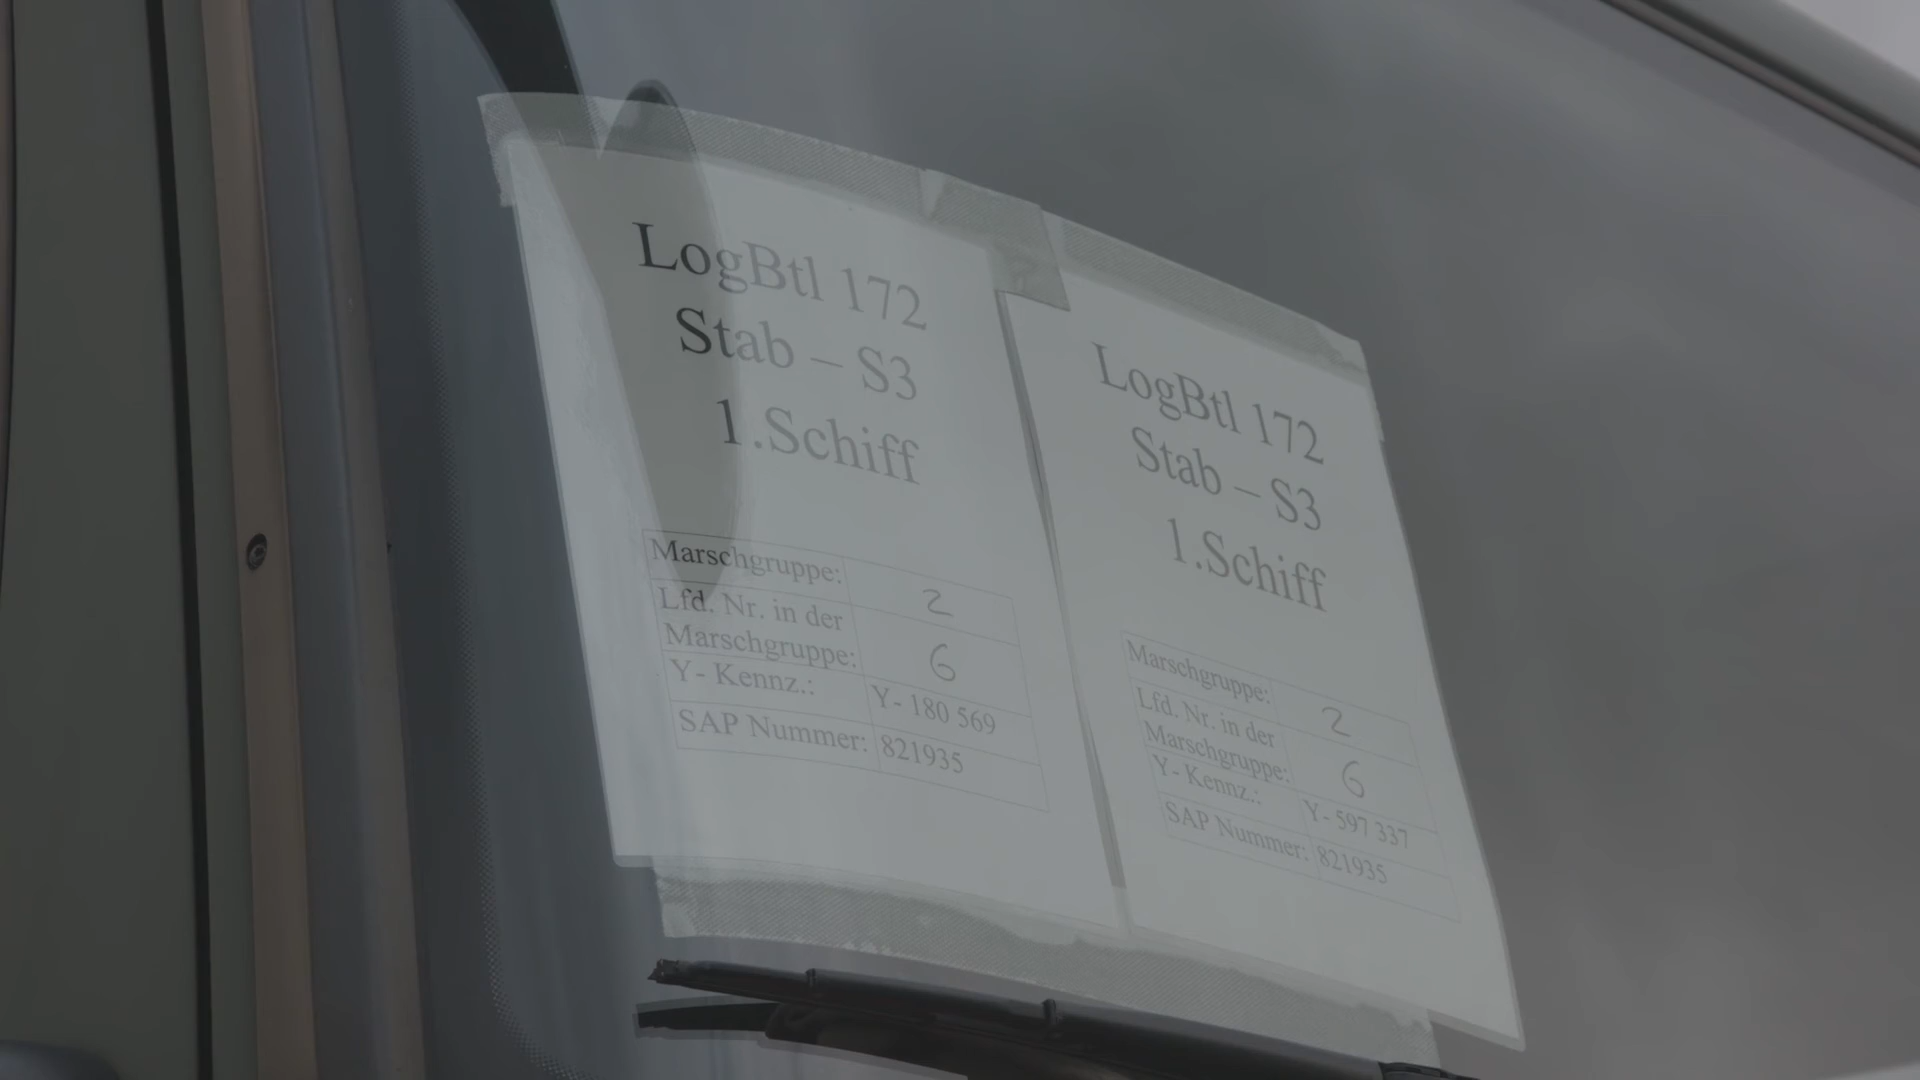 LogBtl 172
Stab – S3
1.Schiff
Marschgruppe: 2
Lfd. Nr. in der
Marschgruppe: 6
Y- Kennz.: Y- 180 569
SAP Nummer: 821935
LogBtl 172
Stab – S3
1.Schiff
Marschgruppe: 2
Lfd. Nr. in der
Marschgruppe: 6
Y- Kennz.: Y- 597 337
SAP Nummer: 821935